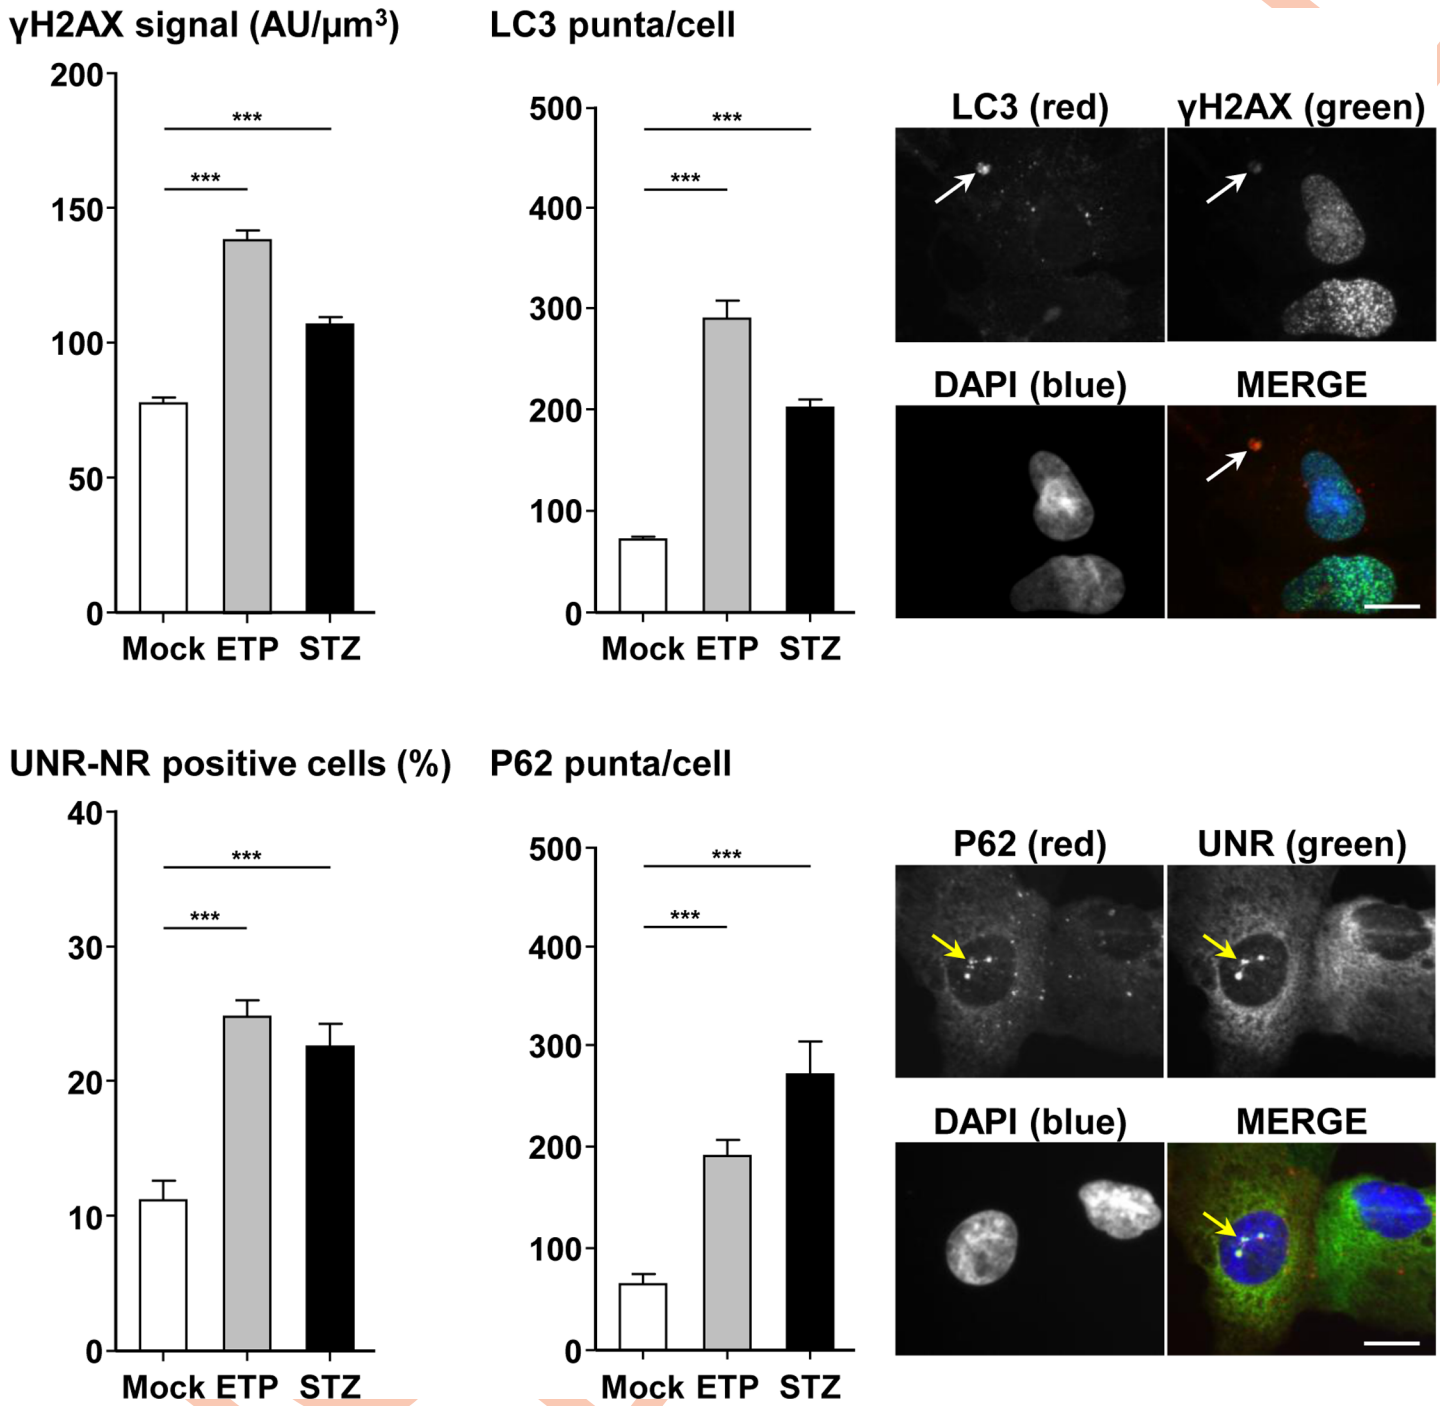 γH2AX signal (AU/µm³)
200
150
100
50
0
***
***
Mock ETP STZ
LC3 punta/cell
500
400
300
200
100
0
***
***
Mock ETP STZ
LC3 (red)
γH2AX (green)
DAPI (blue)
MERGE
UNR-NR positive cells (%)
40
30
20
10
0
***
***
Mock ETP STZ
P62 punta/cell
500
400
300
200
100
0
***
***
Mock ETP STZ
P62 (red)
UNR (green)
DAPI (blue)
MERGE